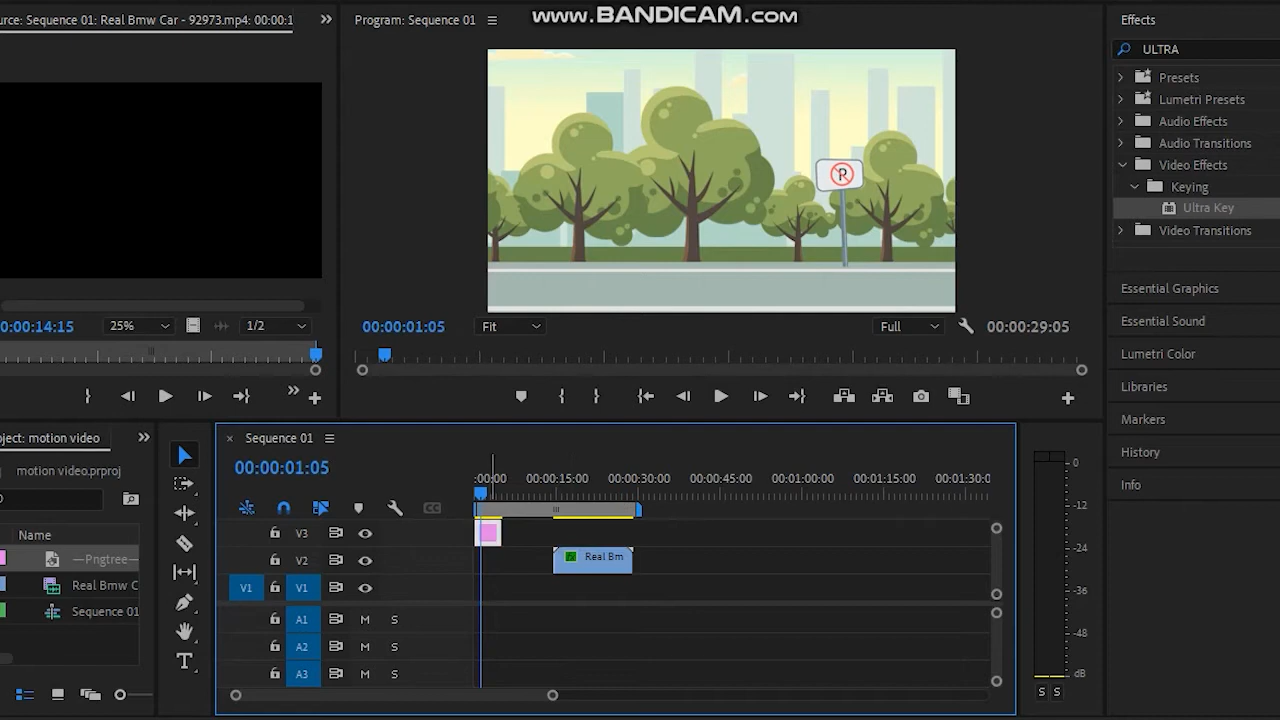 www.BANDICAM.com
urce: Sequence 01: Real Bmw Car - 92973.mp4: 00:00:1
Program: Sequence 01
P
0:00:14:15
25%
1/2
00:00:01:05
Fit
Full
00:00:29:05
oject: motion video
motion video.prproj
Name
—Pngtree—
Real Bmw C
Sequence 01
Sequence 01
00:00:01:05
:00:00
00:00:15:00
00:00:30:00
00:00:45:00
00:01:00:00
00:01:15:00
00:01:30:0
V3
V2
Real Bm
V1
V1
A1
M
S
A2
M
S
A3
M
S
0
-12
-24
-36
-48
dB
S
S
Effects
ULTRA
Presets
Lumetri Presets
Audio Effects
Audio Transitions
Video Effects
Keying
Ultra Key
Video Transitions
Essential Graphics
Essential Sound
Lumetri Color
Libraries
Markers
History
Info